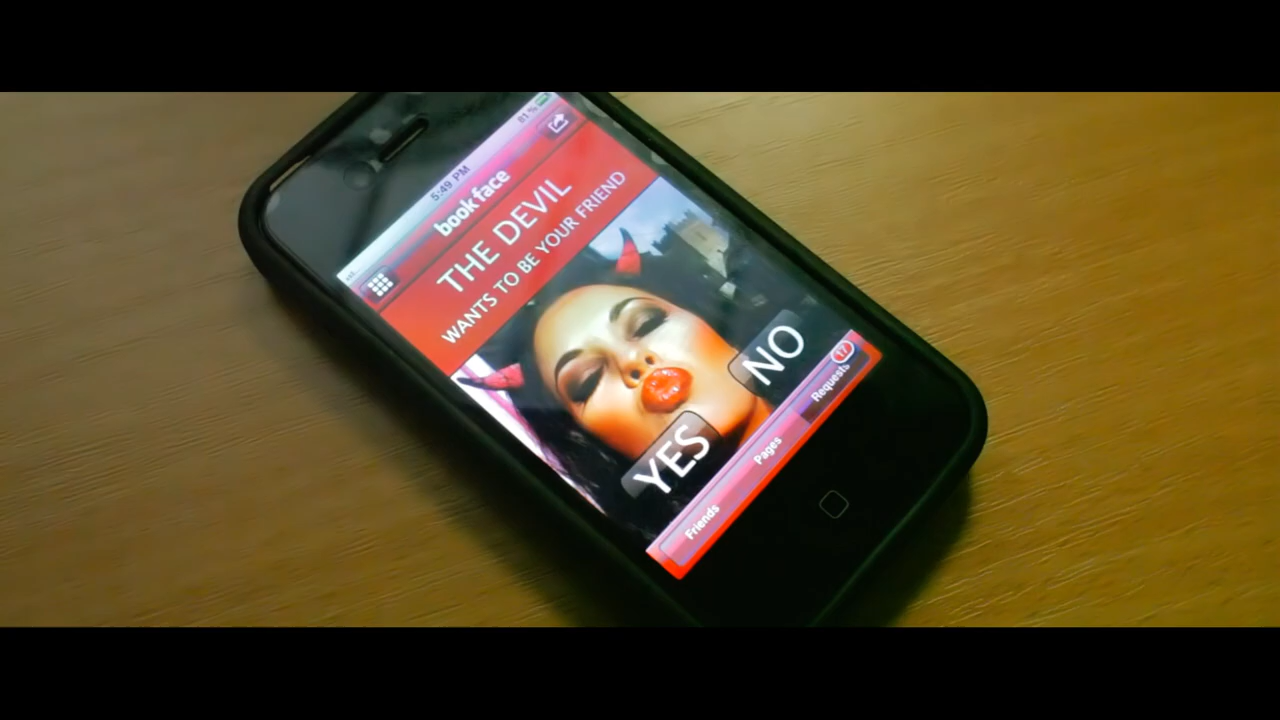 5:49 PM
81 %
book face
THE DEVIL
WANTS TO BE YOUR FRIEND
YES
NO
Friends
Pages
Requests
17